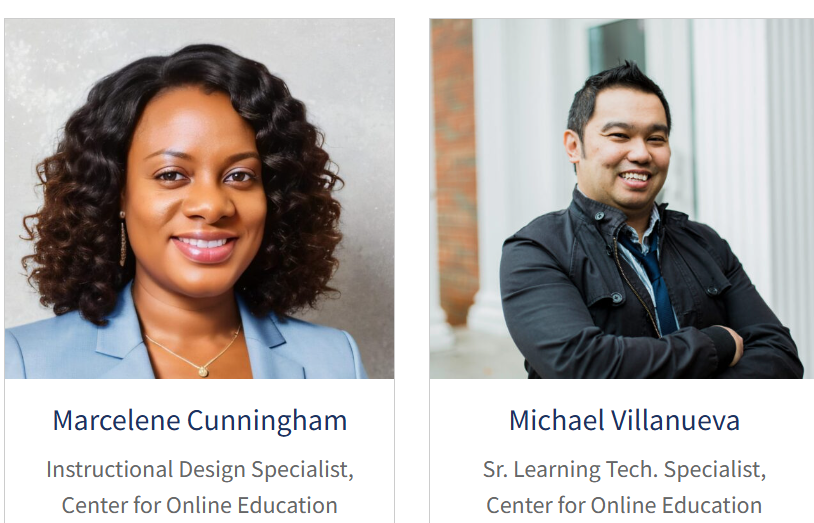 Marcelene Cunningham
Instructional Design Specialist,
Center for Online Education
Michael Villanueva
Sr. Learning Tech. Specialist,
Center for Online Education